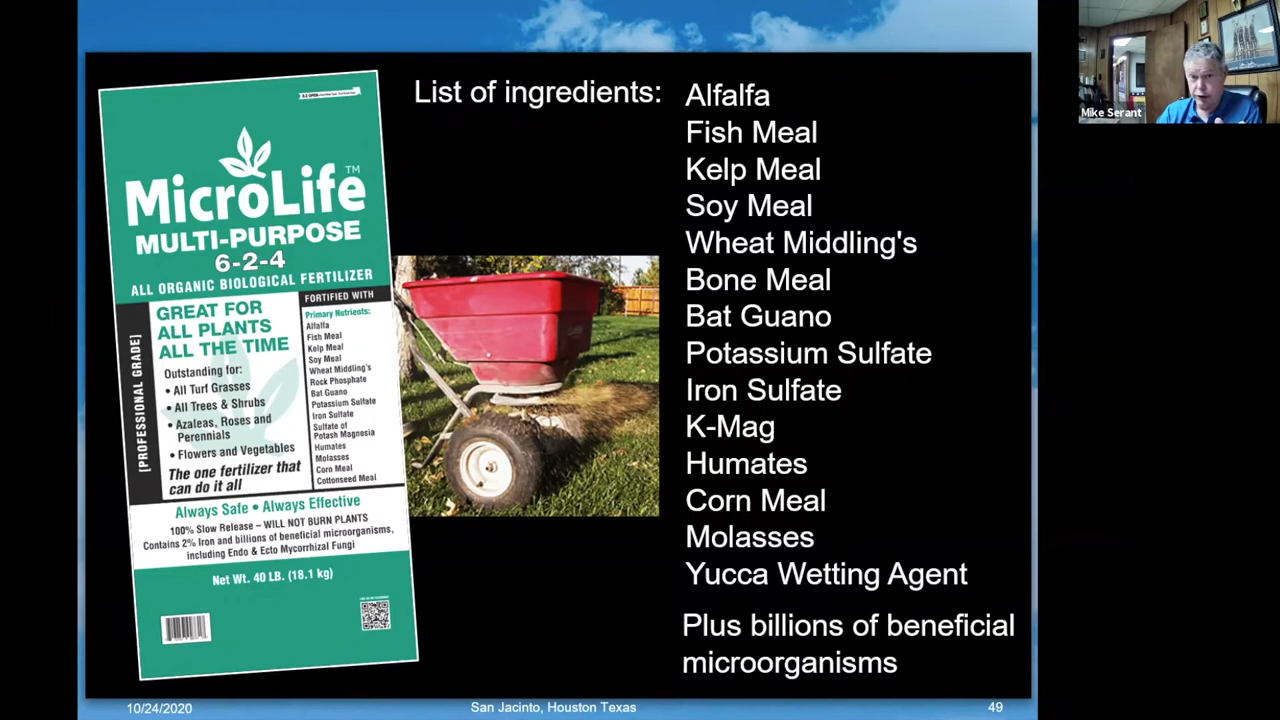 List of ingredients:
Alfalfa
Fish Meal
Kelp Meal
Soy Meal
Wheat Middling's
Bone Meal
Bat Guano
Potassium Sulfate
Iron Sulfate
K-Mag
Humates
Corn Meal
Molasses
Yucca Wetting Agent
Plus billions of beneficial
microorganisms
MicroLife™
MULTI-PURPOSE
6-2-4
ALL ORGANIC BIOLOGICAL FERTILIZER
[PROFESSIONAL GRADE]
GREAT FOR
ALL PLANTS
ALL THE TIME
Outstanding for:
• All Turf Grasses
• All Trees & Shrubs
• Azaleas, Roses and
Perennials
• Flowers and Vegetables
The one fertilizer that
can do it all
FORTIFIED WITH
Primary Nutrients:
Alfalfa
Fish Meal
Kelp Meal
Soy Meal
Wheat Middling's
Rock Phosphate
Bat Guano
Potassium Sulfate
Iron Sulfate
Sulfate of
Potash Magnesia
Humates
Molasses
Corn Meal
Cottonseed Meal
Always Safe • Always Effective
100% Slow Release – WILL NOT BURN PLANTS
Contains 2% Iron and billions of beneficial microorganisms,
including Endo & Ecto Mycorrhizal Fungi
Net Wt. 40 LB. (18.1 kg)
Mike Serant
10/24/2020
San Jacinto, Houston Texas
49